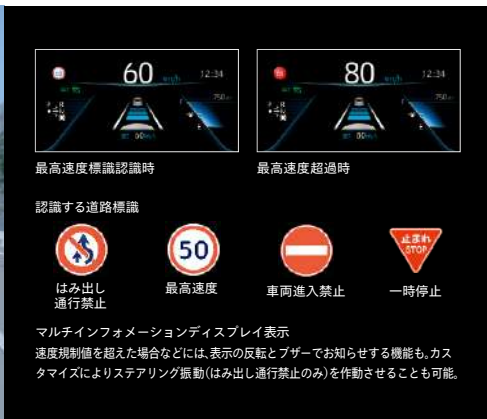 60
12:34
80
12:34
最高速度標識認識時
最高速度超過時
認識する道路標識
50
止まれ
STOP
はみ出し
通行禁止
最高速度
車両進入禁止
一時停止
マルチインフォメーションディスプレイ表示
速度規制値を超えた場合などには、表示の反転とブザーでお知らせする機能も。カス
タマイズによりステアリング振動(はみ出し通行禁止のみ)を作動させることも可能。